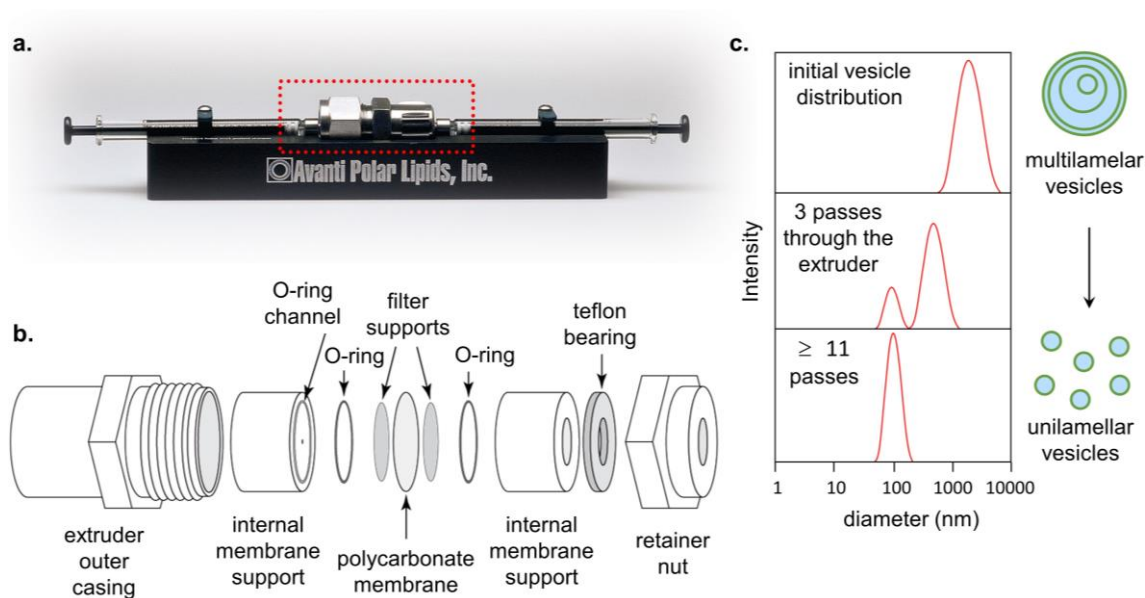 a.
Avanti Polar Lipids, Inc.
b.
O-ring
channel
O-ring
filter
supports
O-ring
teflon
bearing
extruder
outer
casing
internal
membrane
support
polycarbonate
membrane
internal
membrane
support
retainer
nut
c.
Intensity
initial vesicle
distribution
3 passes
through the
extruder
≥ 11
passes
1
10
100
1000
10000
diameter (nm)
multilamelar
vesicles
unilamellar
vesicles